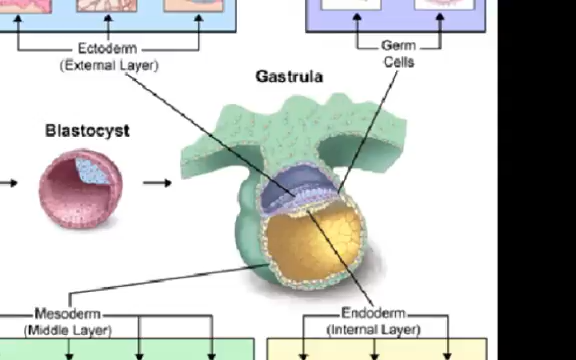 Ectoderm
(External Layer)
Germ
Cells
Gastrula
Blastocyst
Mesoderm
(Middle Layer)
Endoderm
(Internal Layer)